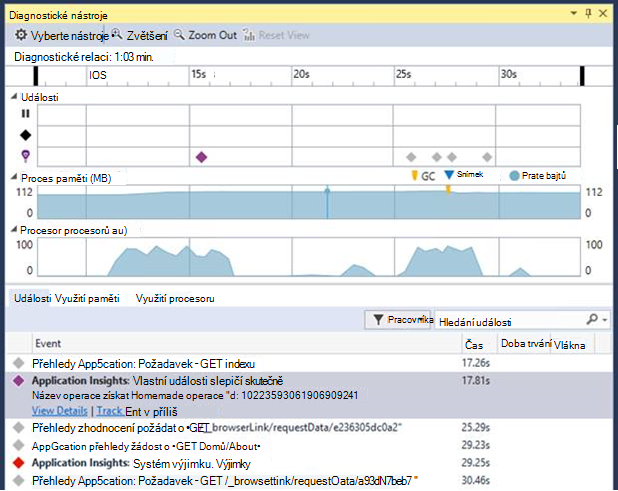 Diagnostické nástroje
Vyberte nástroje Zvětšení Zoom Out Reset View
Diagnostické relaci: 1:03 min.
IOS 15s 20s 25s 30s
Události
Proces paměti (MB) GC Snímek Prate bajtů
112 112
0 0
Procesor procesorů au)
100 100
0 0
Události Využití paměti Využití procesoru
Pracovníka Hledání události
Event Čas Doba trvání Vlákna
Přehledy App5cation: Požadavek - GET indexu 17.26s
Application Insights: Vlastní události slepičí skutečně 17.81s
Název operace získat Homemade operace "d: 10223593061906909241
View Details | Track Ent v příliš
Přehledy zhodnocení požádat o •GET_browserLink/requestData/e236305dc0a2" 25.29s
AppGcation přehledy žádost o •GET Domů/About• 29.23s
Application Insights: Systém výjimku. Výjimky 29.25s
Přehledy App5cation: Požadavek - GET /_browsettink/requestOata/a93dN7beb7 " 30.46s